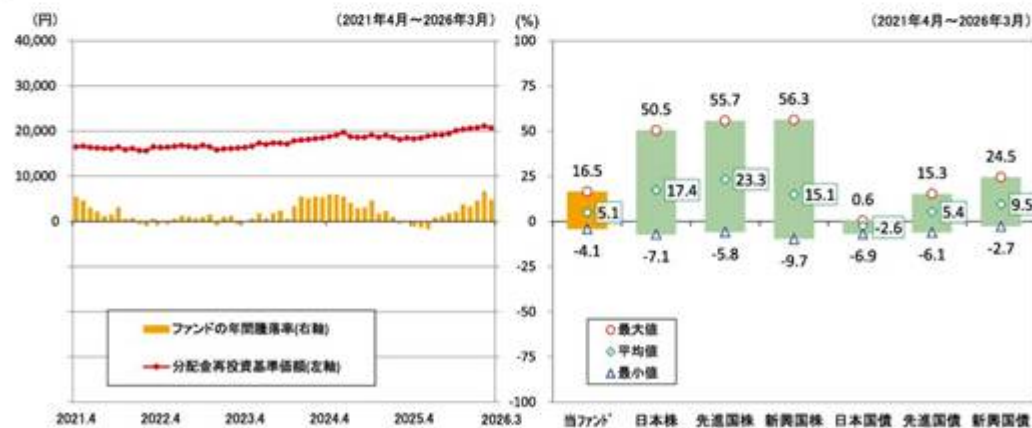 (円)
(2021年4月～2026年3月)
40,000
30,000
20,000
10,000
0
ファンドの年間騰落率(右軸)
分配金再投資基準価額(左軸)
2021.4 2022.4 2023.4 2024.4 2025.4 2026.3
(%)
(2021年4月～2026年3月)
100
75
50
25
0
-25
-50
-75
-100
50.5 55.7 56.3
16.5 0.6 15.3 24.5
5.1 17.4 23.3 15.1 -2.6 5.4 9.5
-4.1 -7.1 -5.8 -9.7 -6.9 -6.1 -2.7
最大値
平均値
最小値
当ファンド 日本株 先進国株 新興国株 日本国債 先進国債 新興国債